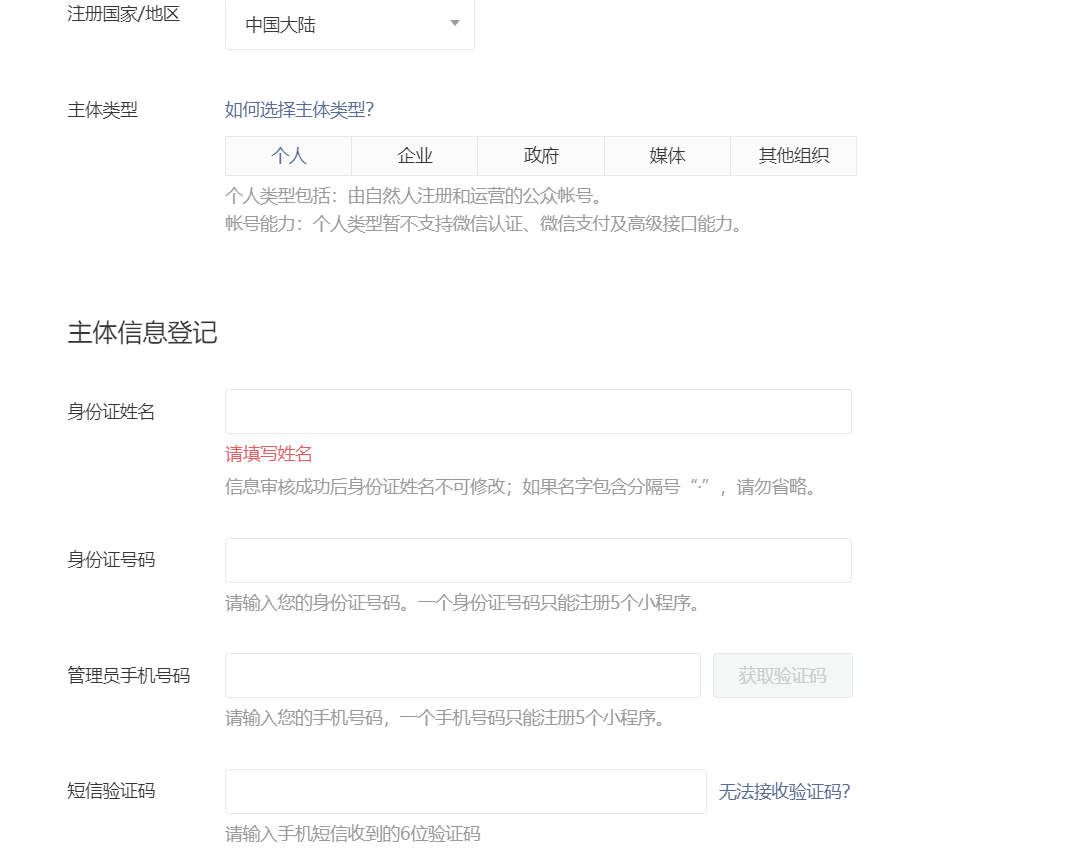 注册国家/地区
中国大陆
主体类型
如何选择主体类型?
个人 企业 政府 媒体 其他组织
个人类型包括：由自然人注册和运营的公众帐号。
帐号能力：个人类型暂不支持微信认证、微信支付及高级接口能力。
主体信息登记
身份证姓名
请填写姓名
信息审核成功后身份证姓名不可修改；如果名字包含分隔号“·”，请勿省略。
身份证号码
请输入您的身份证号码。一个身份证号码只能注册5个小程序。
管理员手机号码
获取验证码
请输入您的手机号码，一个手机号码只能注册5个小程序。
短信验证码
无法接收验证码?
请输入手机短信收到的6位验证码